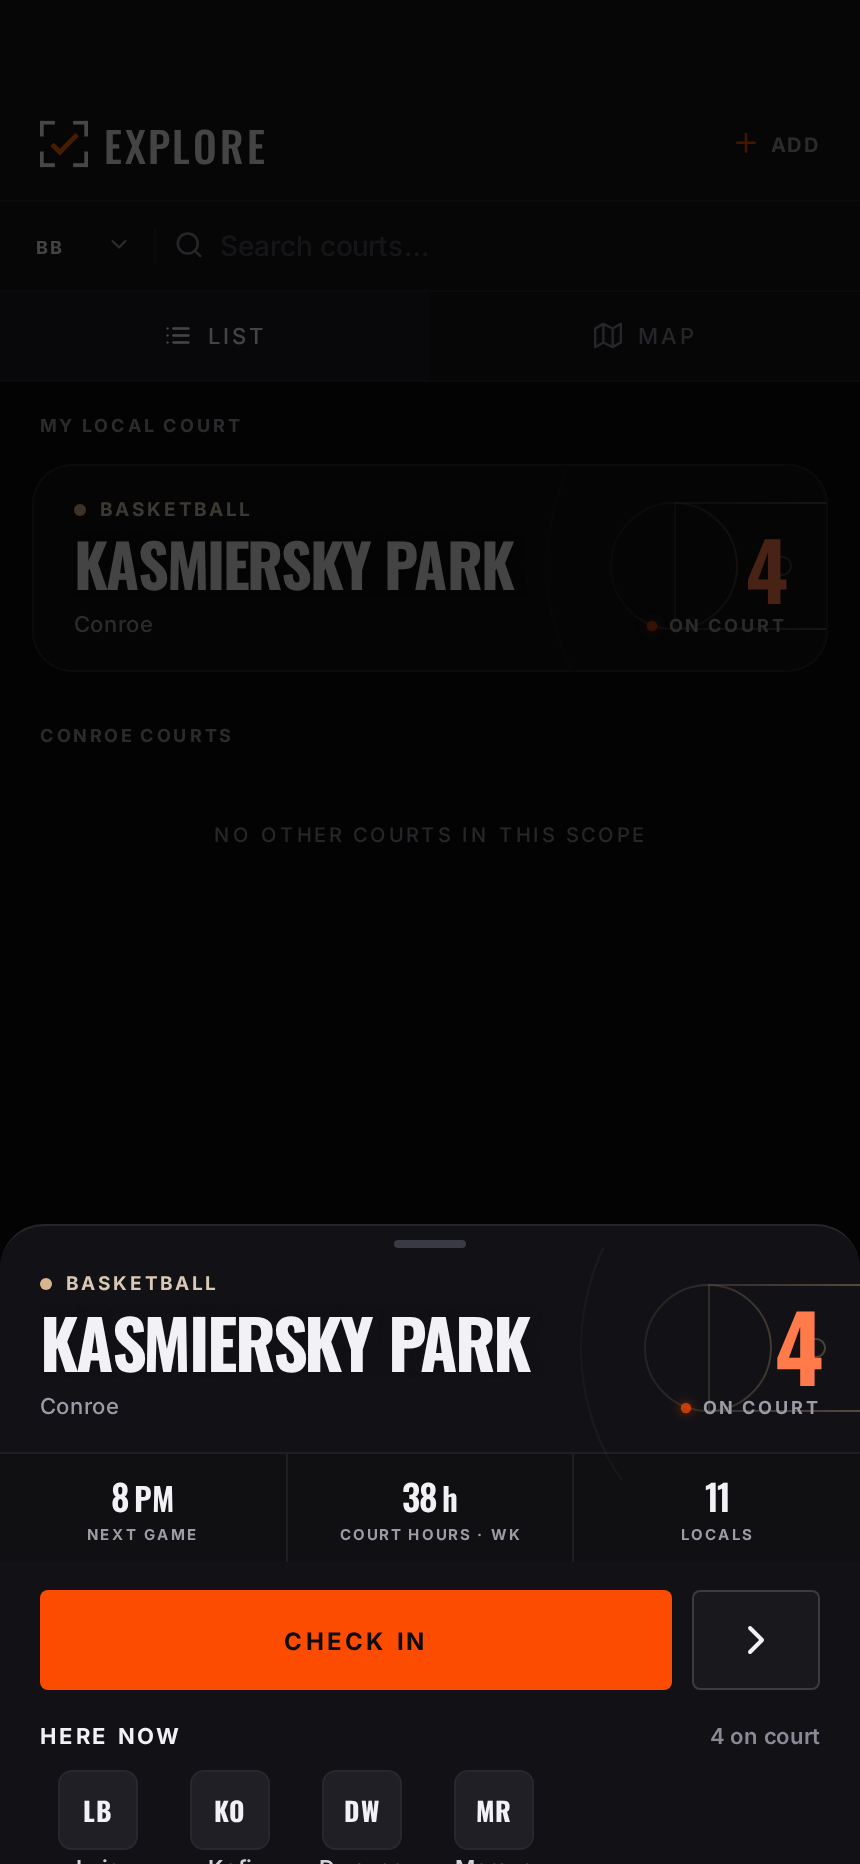 EXPLORE
ADD
BB
Search courts...
LIST
MAP
MY LOCAL COURT
BASKETBALL
KASMIERSKY PARK
Conroe
4
ON COURT
CONROE COURTS
NO OTHER COURTS IN THIS SCOPE
BASKETBALL
KASMIERSKY PARK
Conroe
4
ON COURT
8 PM
NEXT GAME
38 h
COURT HOURS · WK
11
LOCALS
CHECK IN
HERE NOW
4 on court
LB
KO
DW
MR